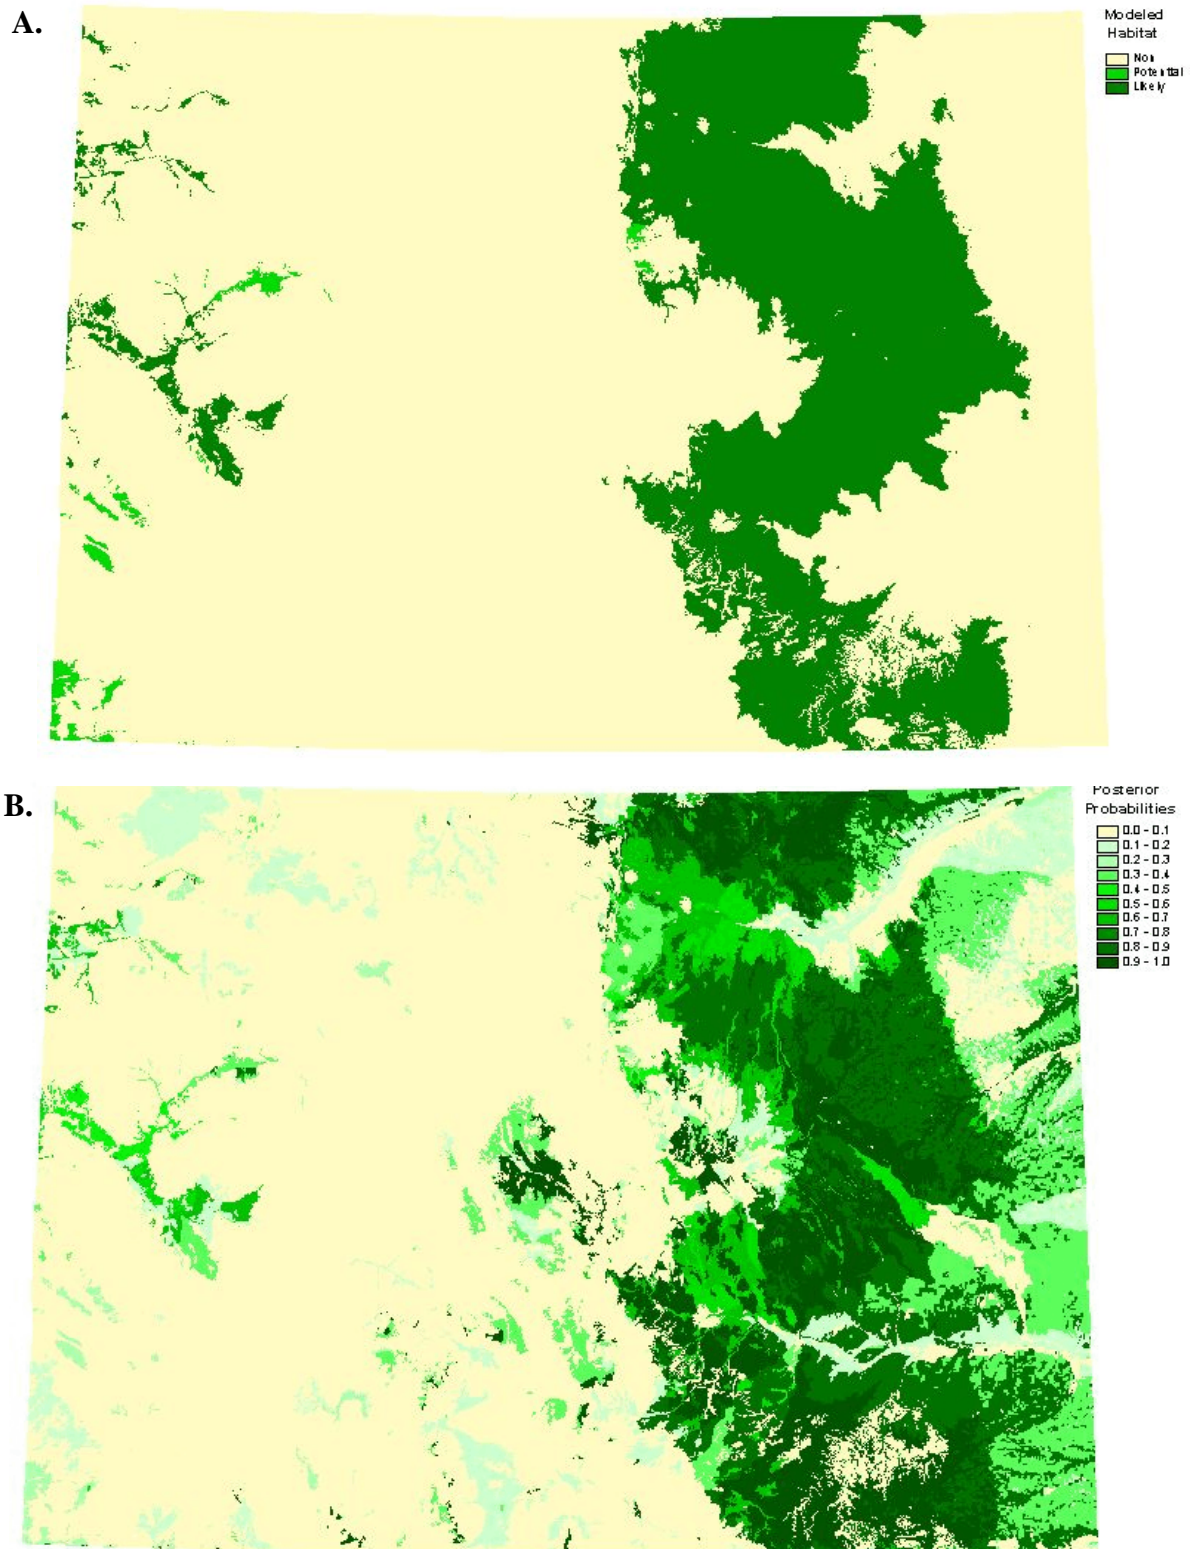 A.
Modeled
Habitat
Non
Potential
Likely
B.
Posterior
Probabilities
0.0 - 0.1
0.1 - 0.2
0.2 - 0.3
0.3 - 0.4
0.4 - 0.5
0.5 - 0.6
0.6 - 0.7
0.7 - 0.8
0.8 - 0.9
0.9 - 1.0